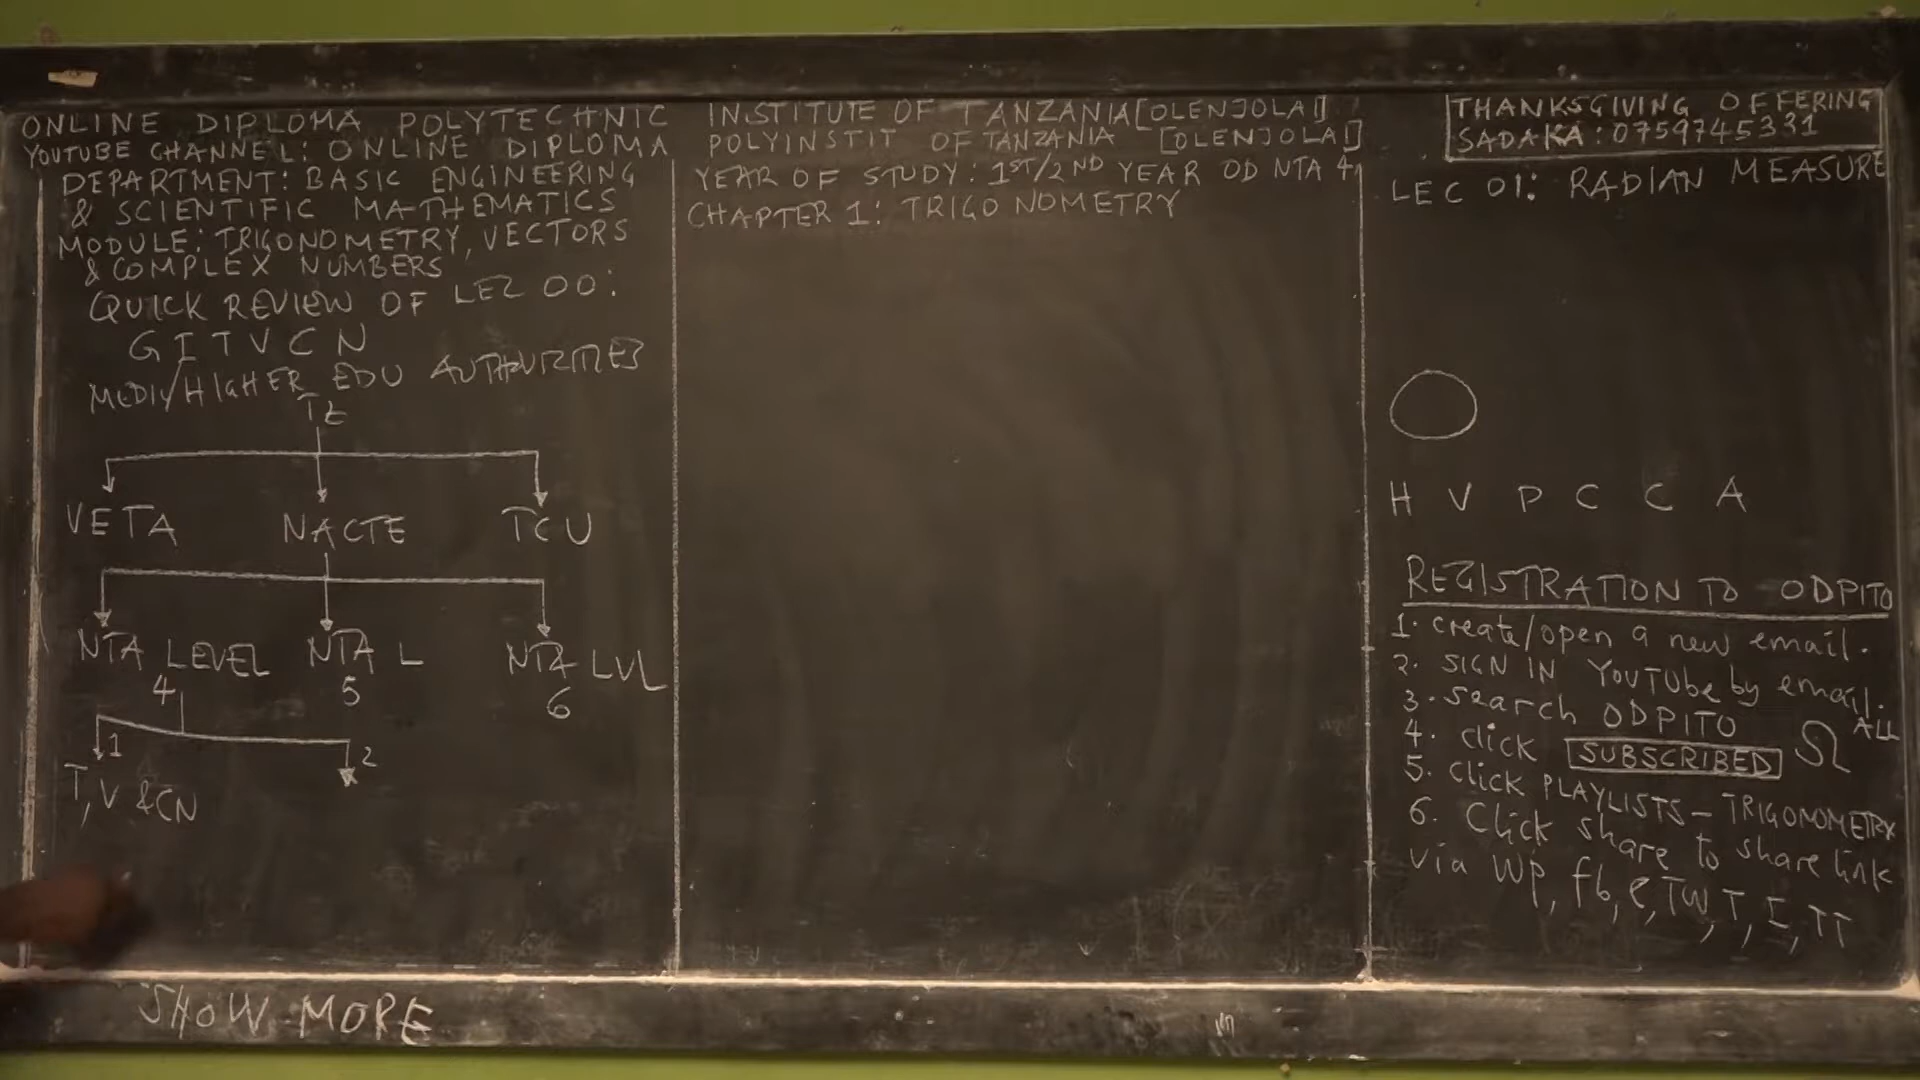 ONLINE DIPLOMA POLYTECHNIC INSTITUTE OF TANZANIA[OLENJOLAI]
YOUTUBE CHANNEL: ONLINE DIPLOMA POLYINSTIT OF TANZANIA [OLENJOLAI]
THANKSGIVING OFFERING
SADAKA: 0759745331
DEPARTMENT: BASIC ENGINEERING
& SCIENTIFIC MATHEMATICS
MODULE: TRIGONOMETRY, VECTORS
& COMPLEX NUMBERS
QUICK REVIEW OF LEC 00:
G I T V C N
MEDI/HIGHER EDU AUTHORITIES
TE
VETA NACTE TCU
NTA LEVEL NTA L NTA LVL
4 5 6
1 2
T, V & CN
YEAR OF STUDY: 1ST/2ND YEAR OD NTA 4
CHAPTER 1: TRIGONOMETRY
LEC 01: RADIAN MEASURE
H V P C C A
REGISTRATION TO ODPITO
1. create/open a new email.
2. SIGN IN YOUTUbe by email.
3. search ODPITO
4. click SUBSCRIBED ALL
5. click PLAYLISTS – TRIGONOMETRY
6. Click share to share link
via Wp, fb, e, TW, T, I, TT
SHOW MORE